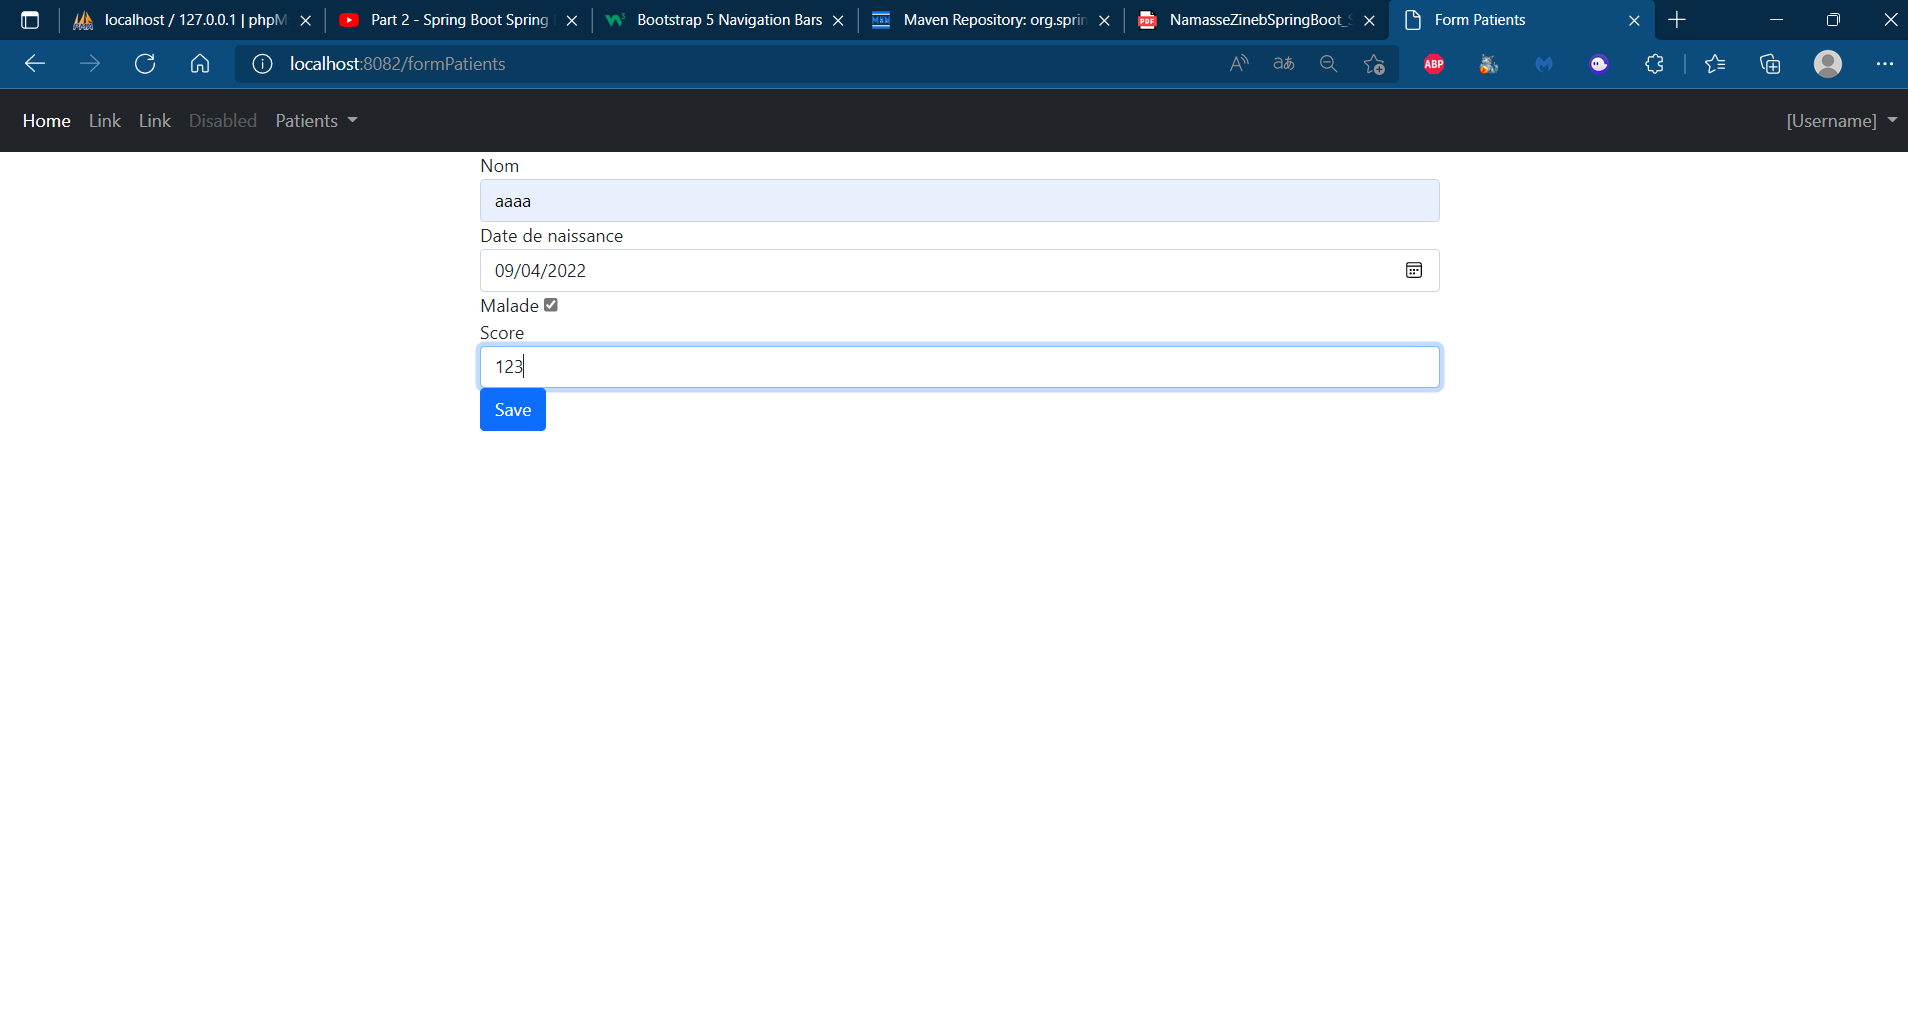 localhost / 127.0.0.1 | phpM
Part 2 - Spring Boot Spring
Bootstrap 5 Navigation Bars
Maven Repository: org.sprin
NamasseZinebSpringBoot_S
Form Patients
localhost:8082/formPatients
ABP
Home Link Link Disabled Patients [Username]
Nom
aaaa
Date de naissance
09/04/2022
Malade
Score
123
Save